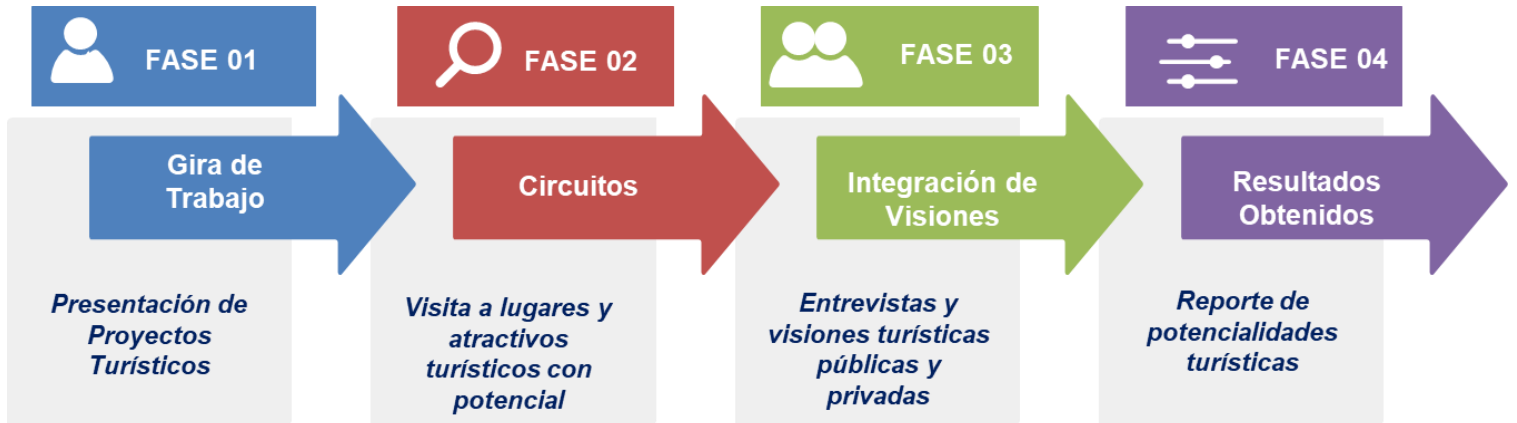 FASE 01
Gira de
Trabajo
Presentación de
Proyectos
Turísticos
FASE 02
Circuitos
Visita a lugares y
atractivos
turísticos con
potencial
FASE 03
Integración de
Visiones
Entrevistas y
visiones turísticas
públicas y
privadas
FASE 04
Resultados
Obtenidos
Reporte de
potencialidades
turísticas